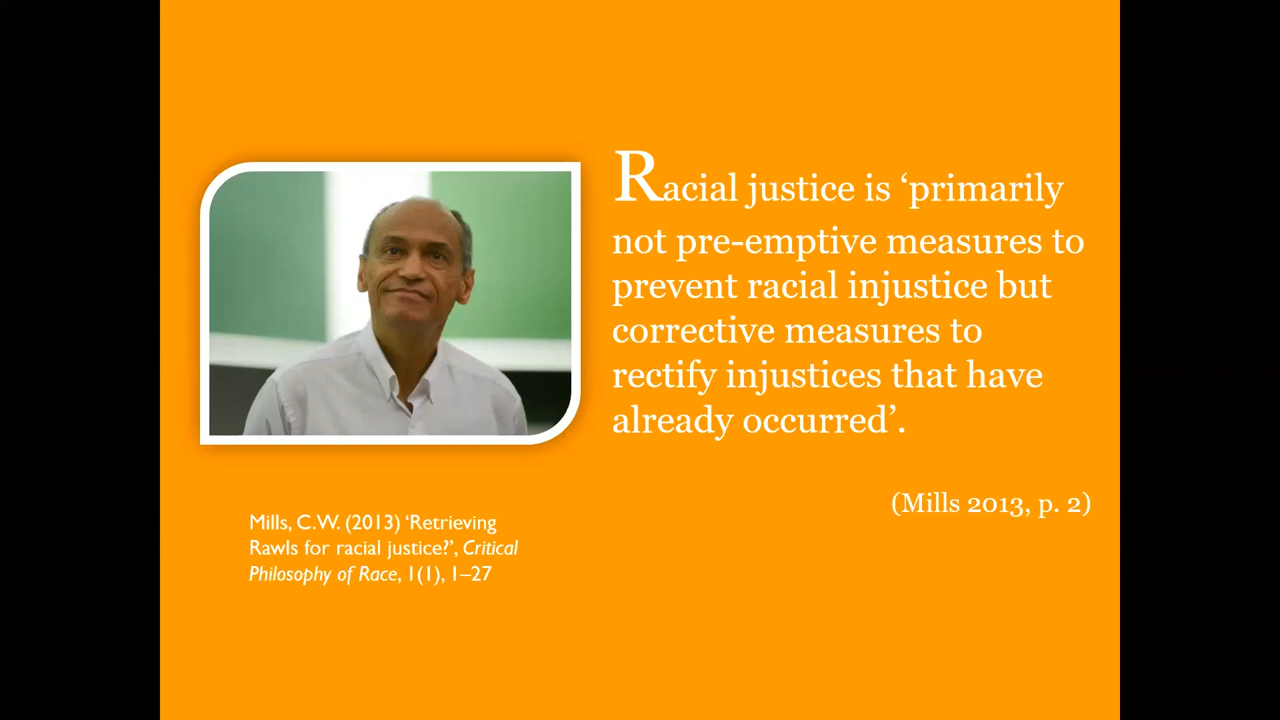 Racial justice is ‘primarily
not pre-emptive measures to
prevent racial injustice but
corrective measures to
rectify injustices that have
already occurred’.
(Mills 2013, p. 2)
Mills, C.W. (2013) ‘Retrieving
Rawls for racial justice?’, Critical
Philosophy of Race, 1(1), 1–27